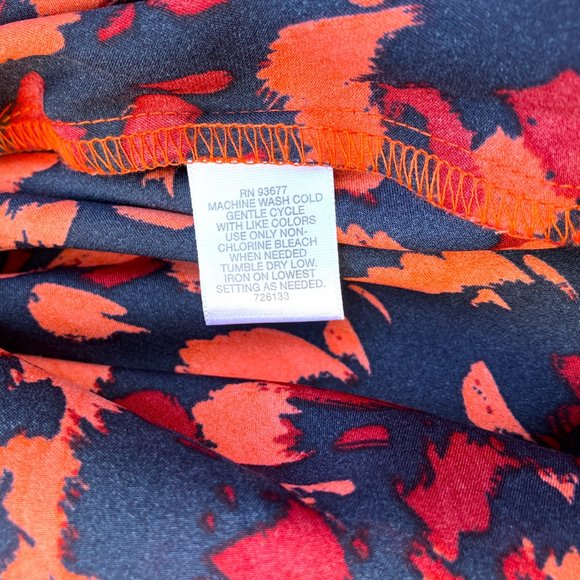 RN 93677
MACHINE WASH COLD
GENTLE CYCLE
WITH LIKE COLORS
USE ONLY NON-
CHLORINE BLEACH
WHEN NEEDED
TUMBLE DRY LOW.
IRON ON LOWEST
SETTING AS NEEDED.
726133